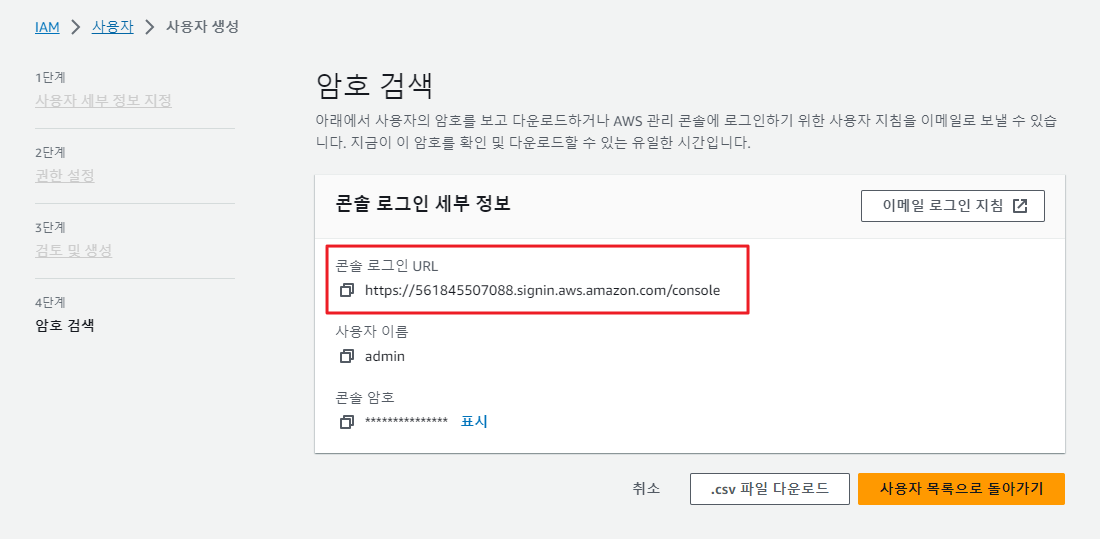 IAM > 사용자 > 사용자 생성
1단계
사용자 세부 정보 지정
2단계
권한 설정
3단계
검토 및 생성
4단계
암호 검색
암호 검색
아래에서 사용자의 암호를 보고 다운로드하거나 AWS 관리 콘솔에 로그인하기 위한 사용자 지침을 이메일로 보낼 수 있습
니다. 지금이 이 암호를 확인 및 다운로드할 수 있는 유일한 시간입니다.
콘솔 로그인 세부 정보
이메일 로그인 지침
콘솔 로그인 URL
https://561845507088.signin.aws.amazon.com/console
사용자 이름
admin
콘솔 암호
*************** 표시
취소
.csv 파일 다운로드
사용자 목록으로 돌아가기